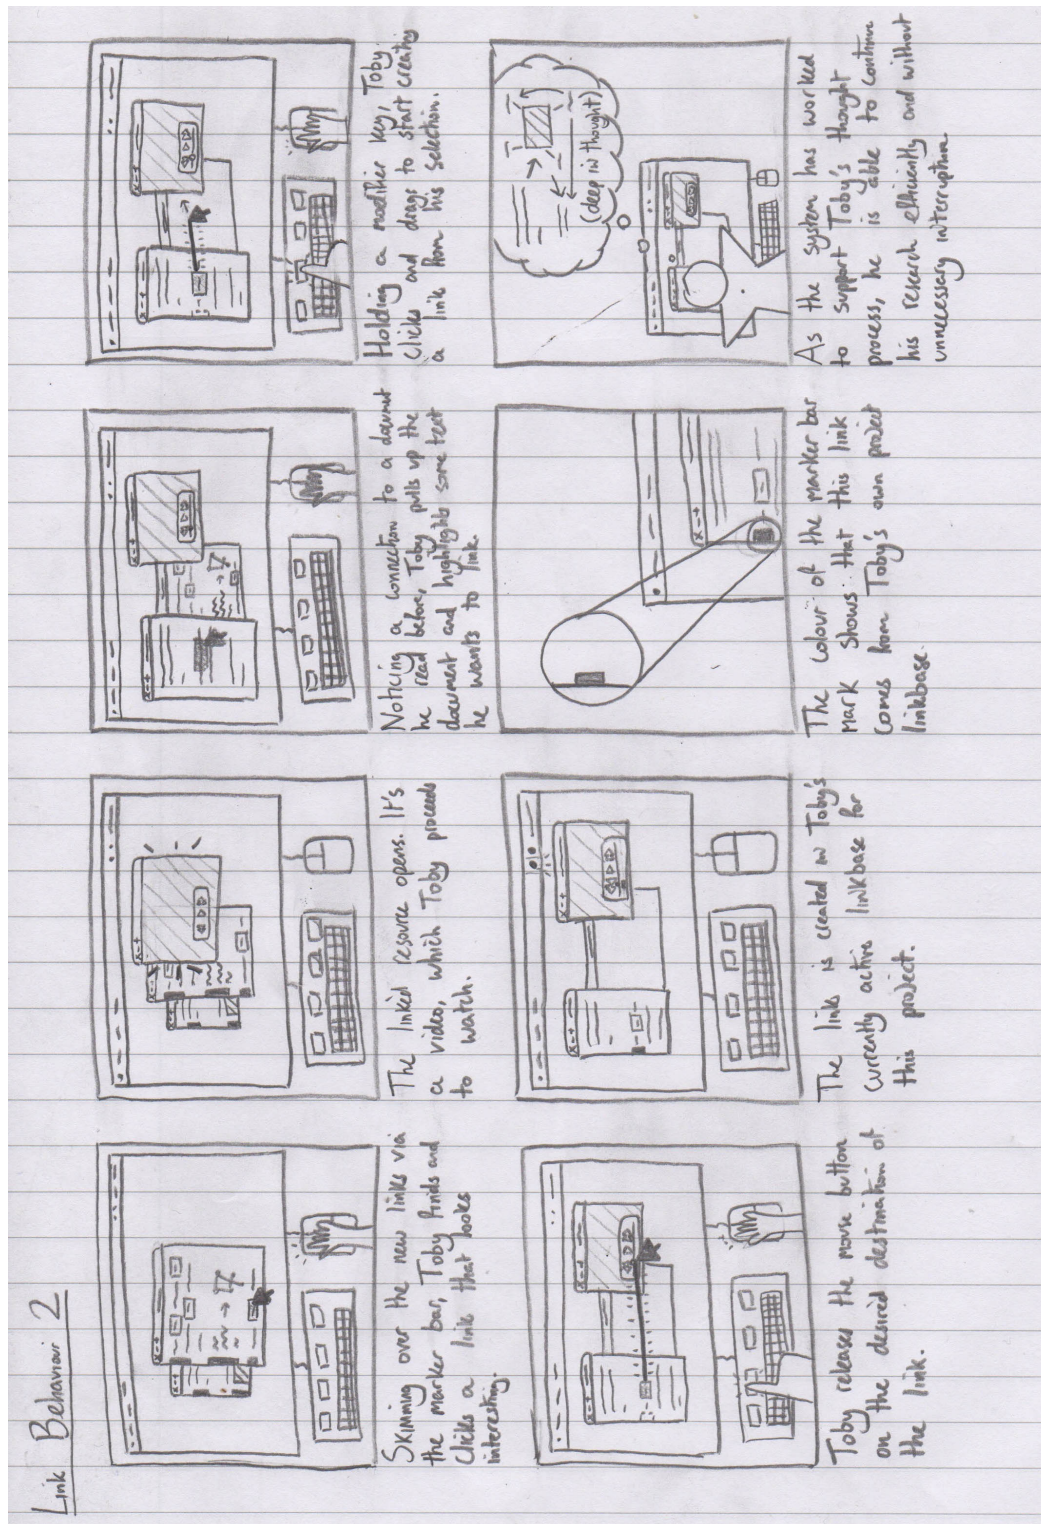 Link Behaviour 2
Skimming over the new links via
the marker bar, Toby finds and
clicks a link that looks
interesting.
The linked resource opens. It's
a video, which Toby proceeds
to watch.
Noticing a connection to a document
he read before, Toby pulls up the
document and highlights some text
he wants to link.
Holding a modifier key, Toby
clicks and drags to start creating
a link from his selection.
Toby releases the mouse button
on the desired destination of
the link.
The link is created in Toby's
currently active linkbase for
this project.
The colour of the marker bar
mark shows that this link
comes from Toby's own project
linkbase.
(deep in thought)
As the system has worked
to support Toby's thought
process, he is able to continue
his research efficiently and without
unnecessary interruption.